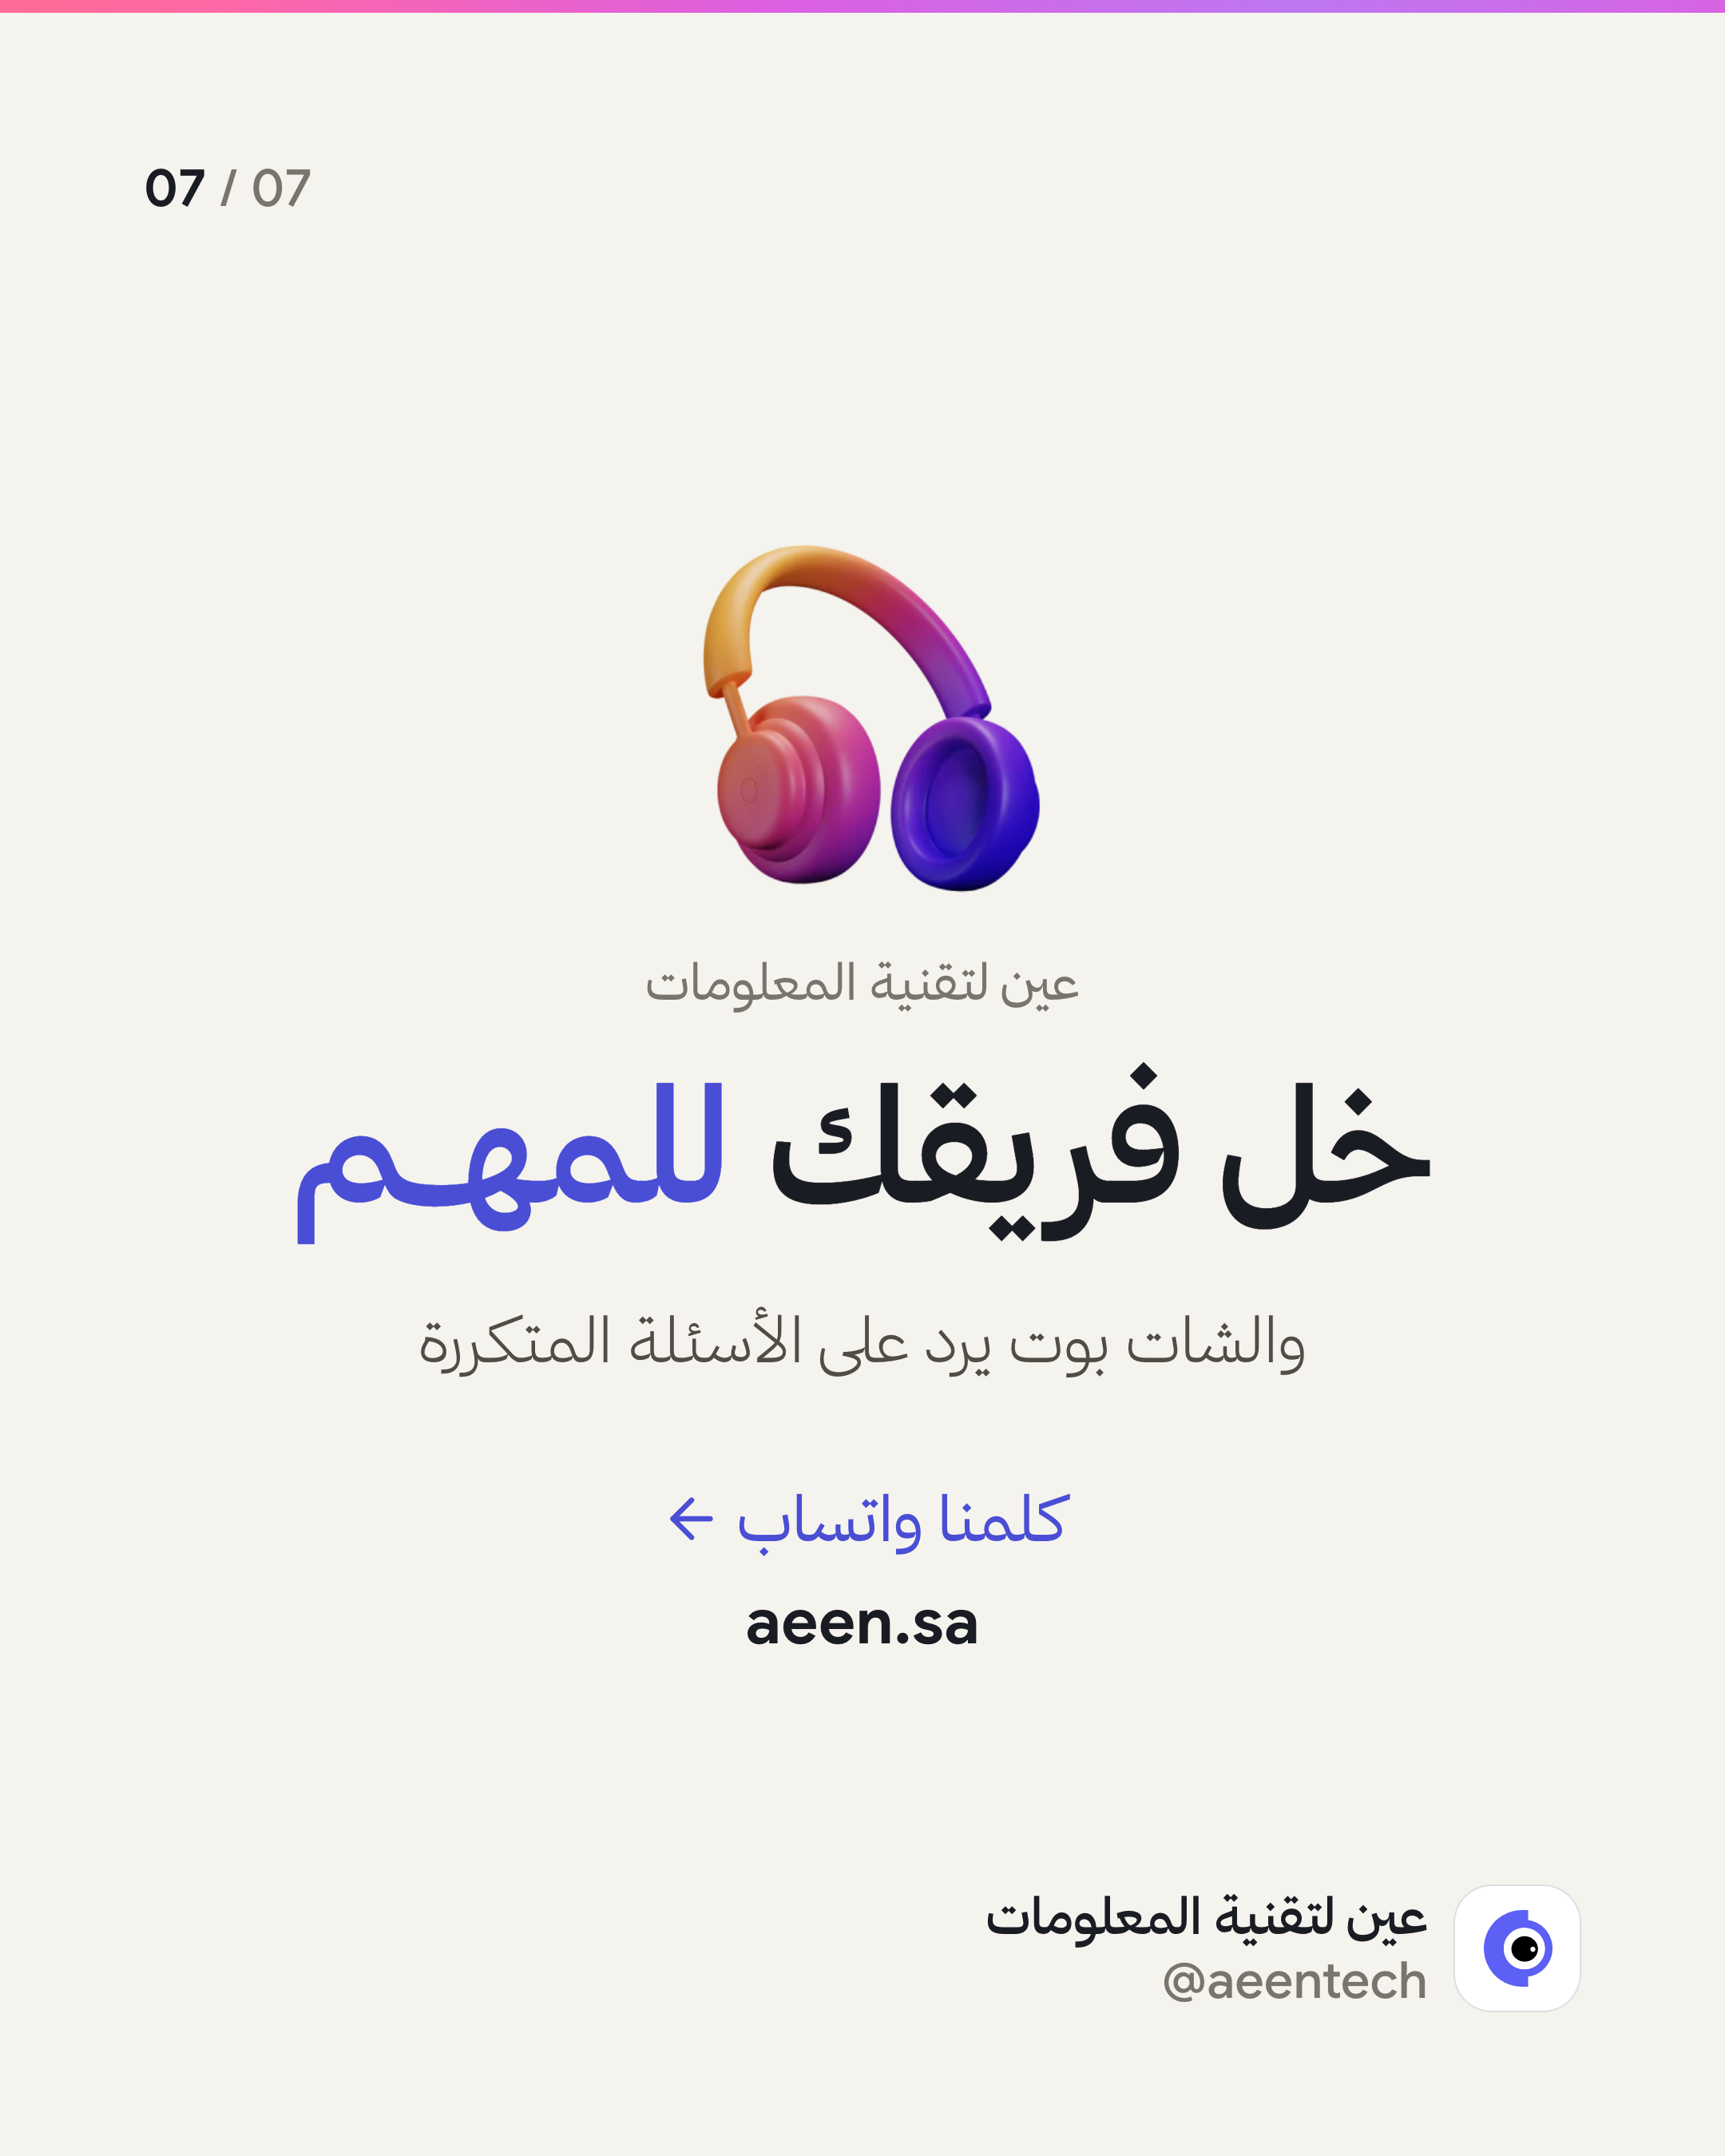 07 / 07
عين لتقنية المعلومات
خل فريقك للمهم
والشات بوت يرد على الأسئلة المتكررة
كلمنا واتساب ←
aeen.sa
عين لتقنية المعلومات
@aeentech